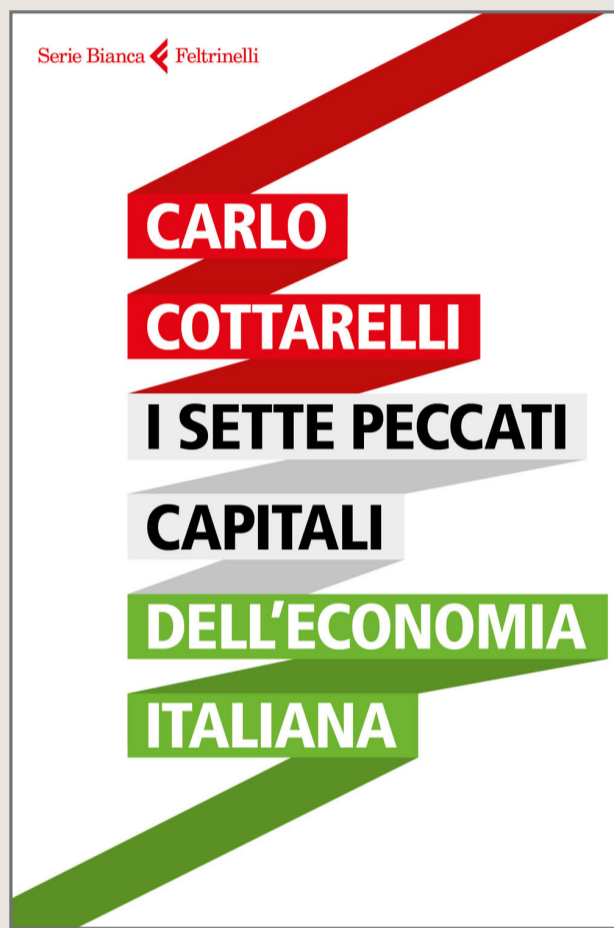 Serie Bianca Feltrinelli
CARLO
COTTARELLI
I SETTE PECCATI
CAPITALI
DELL'ECONOMIA
ITALIANA